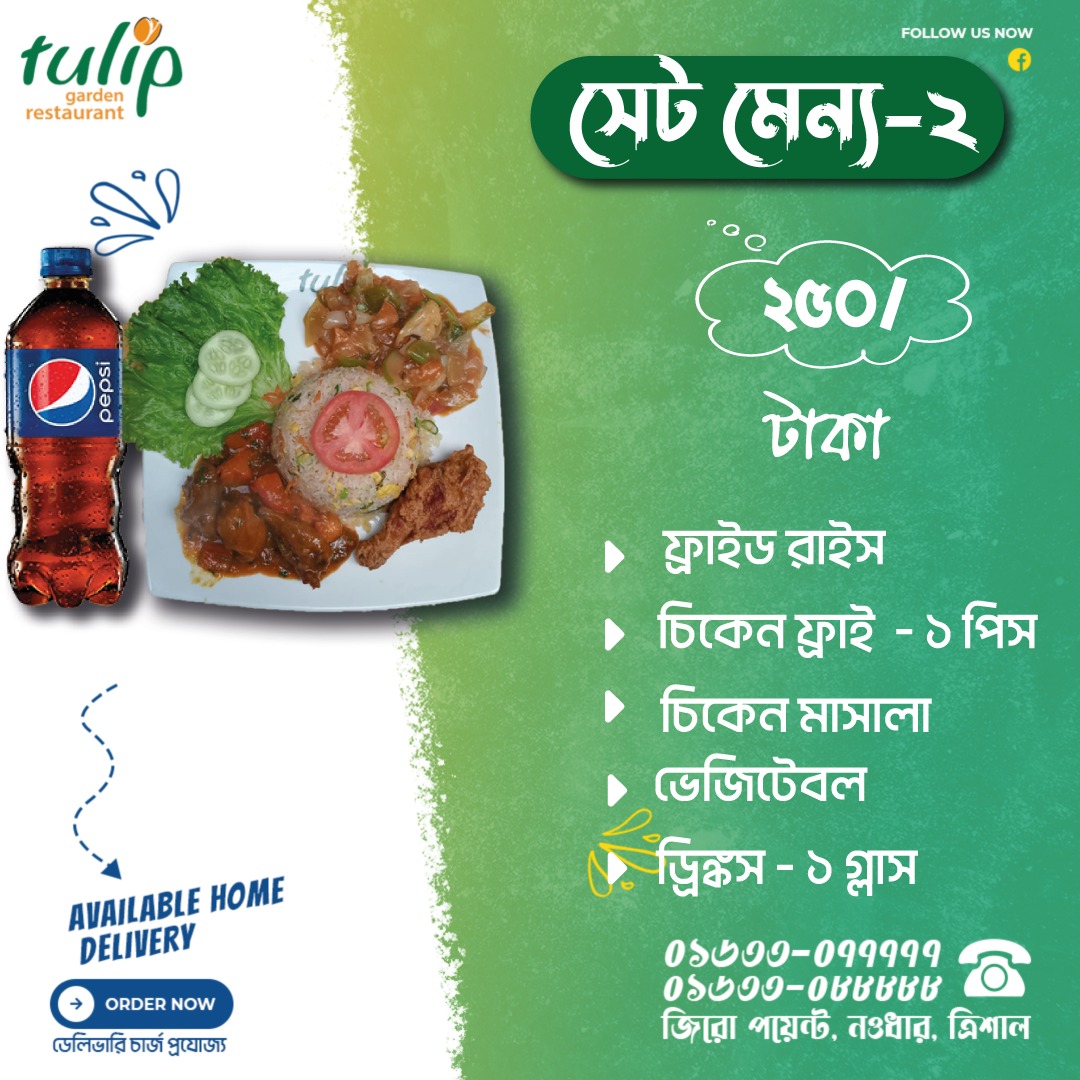 tulip
garden
restaurant
FOLLOW US NOW
সেট মেন্য-২
২৫০/
টাকা
tul
pepsi
ফ্রাইড রাইস
চিকেন ফ্রাই - ১ পিস
চিকেন মাসালা
ভেজিটেবল
ড্রিঙ্কস - ১ গ্লাস
AVAILABLE HOME
DELIVERY
ORDER NOW
ডেলিভারি চার্জ প্রযোজ্য
০১৬৩৩-০৭৭৭৭৭
০১৬৩৩-০৮৮৮৮৮
জিরো পয়েন্ট, নওধার, ত্রিশাল